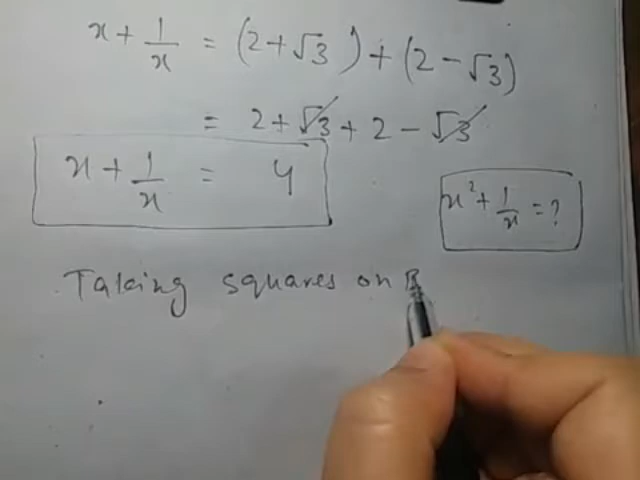 x + 1/x = (2+√3) + (2-√3)
= 2 + √3 + 2 - √3
x + 1/x = 4
x² + 1/x = ?
Taking squares on B